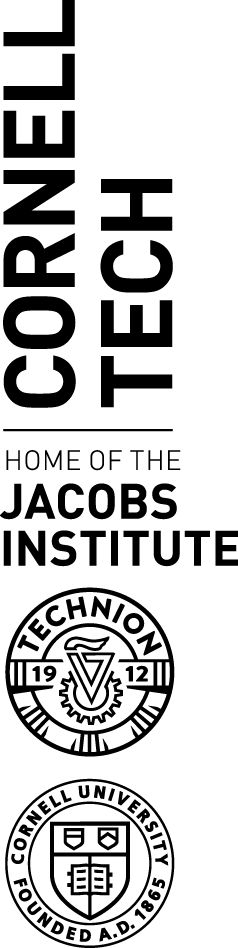 CORNELL
TECH
HOME OF THE
JACOBS
INSTITUTE
TECHNION
19 12
CORNELL UNIVERSITY
FOUNDED A.D. 1865